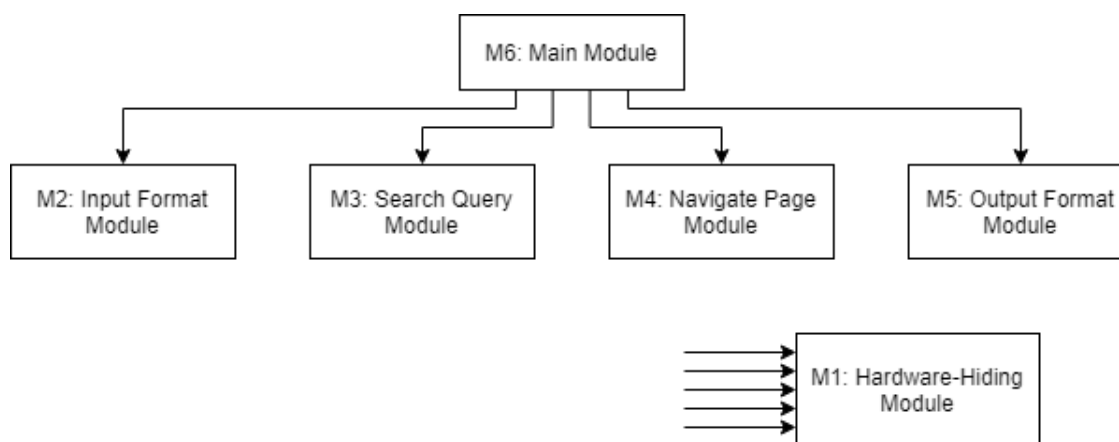 M6: Main Module
M2: Input Format
Module
M3: Search Query
Module
M4: Navigate Page
Module
M5: Output Format
Module
M1: Hardware-Hiding
Module